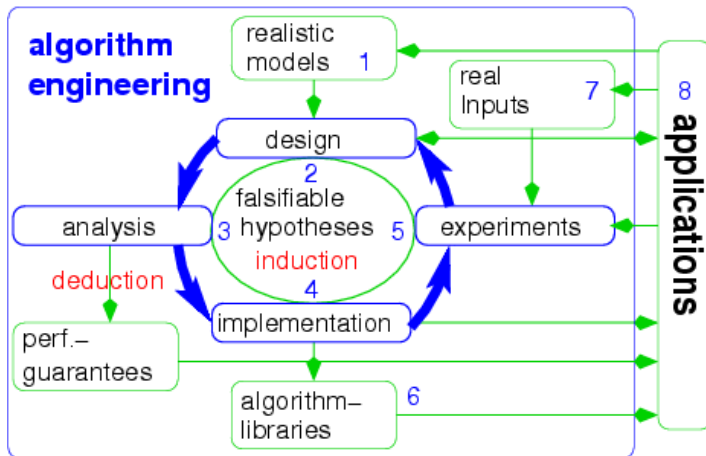 algorithm
engineering
realistic
models 1
real
Inputs 7
8
applications
design
2
falsifiable
hypotheses
induction
analysis
3
5
experiments
deduction
4
implementation
perf.–
guarantees
algorithm–
libraries
6